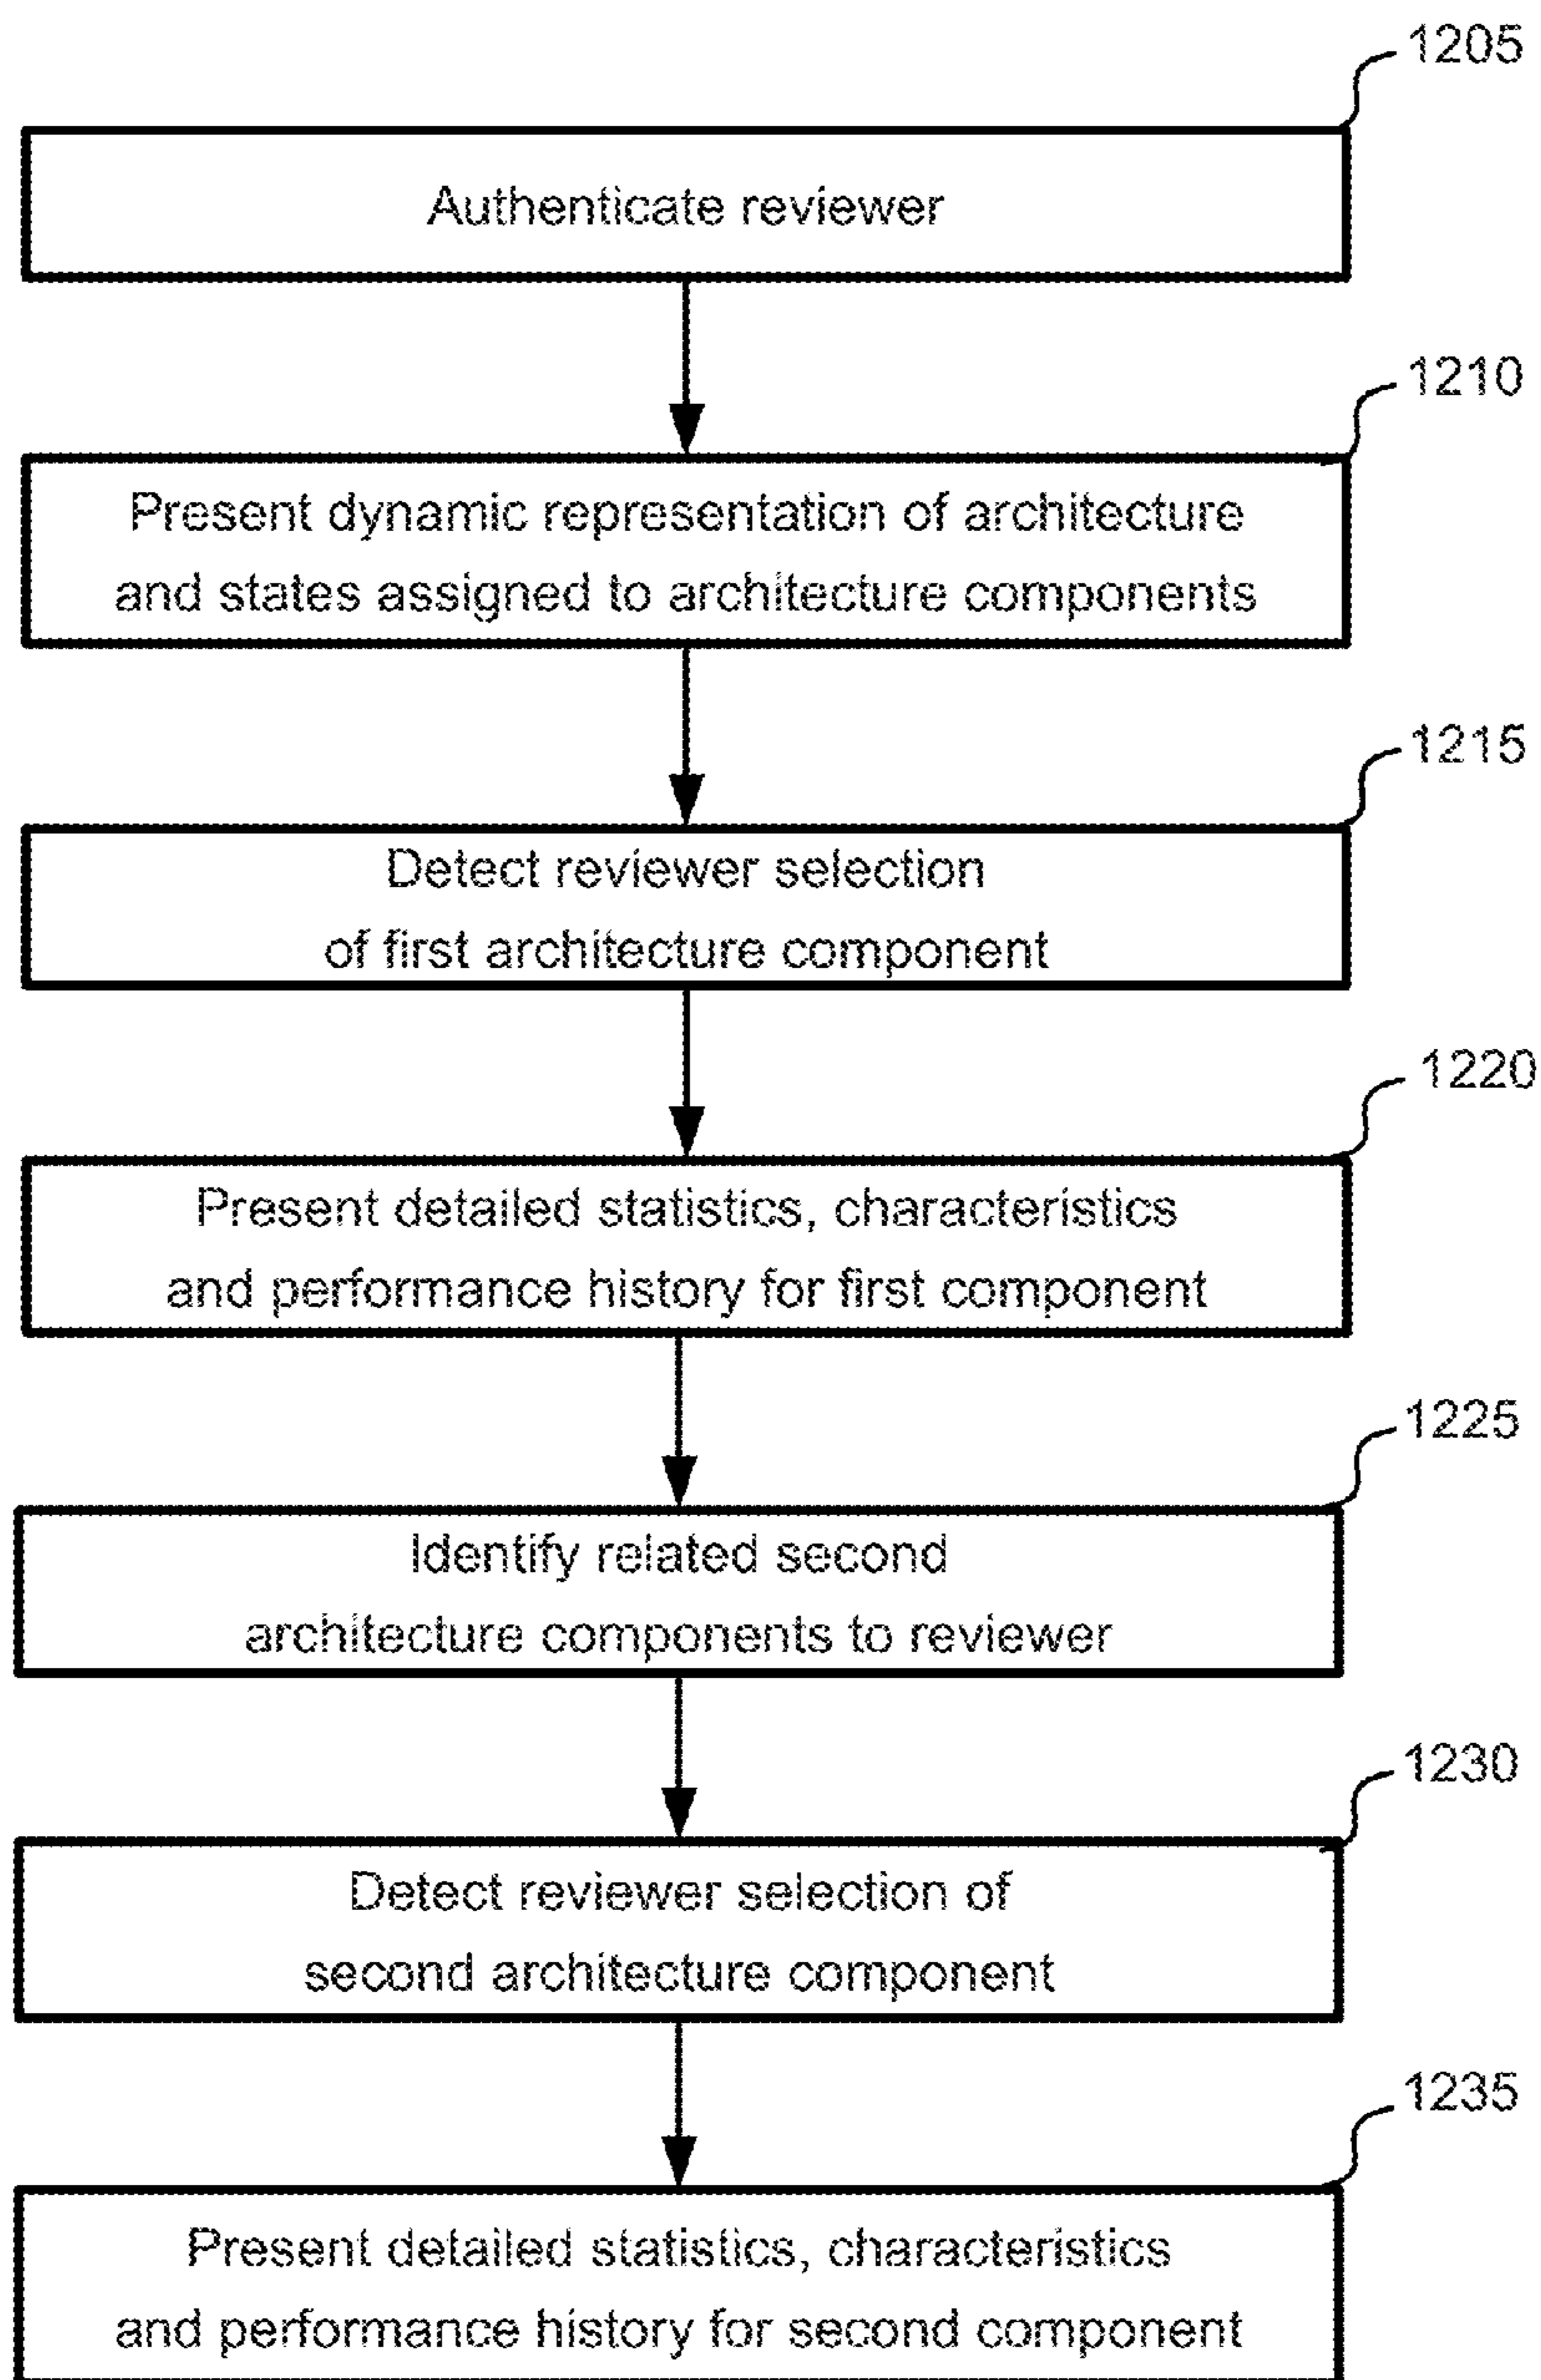 1205
Authenticate reviewer
1210
Present dynamic representation of architecture
and states assigned to architecture components
1215
Detect reviewer selection
of first architecture component
1220
Present detailed statistics, characteristics
and performance history for first component
1225
Identify related second
architecture components to reviewer
1230
Detect reviewer selection of
second architecture component
1235
Present detailed statistics, characteristics
and performance history for second component